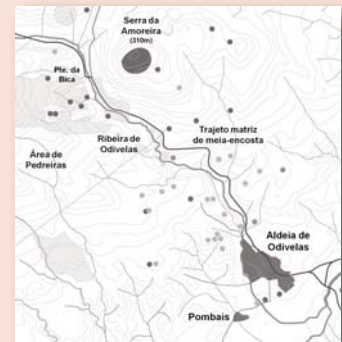 Serra da
Amoreira
(310m)
Pte. da
Bica
Trajeto matriz
de meia-encosta
Ribeira de
Odivelas
Área de
Pedreiras
Aldeia de
Odivelas
Pombais